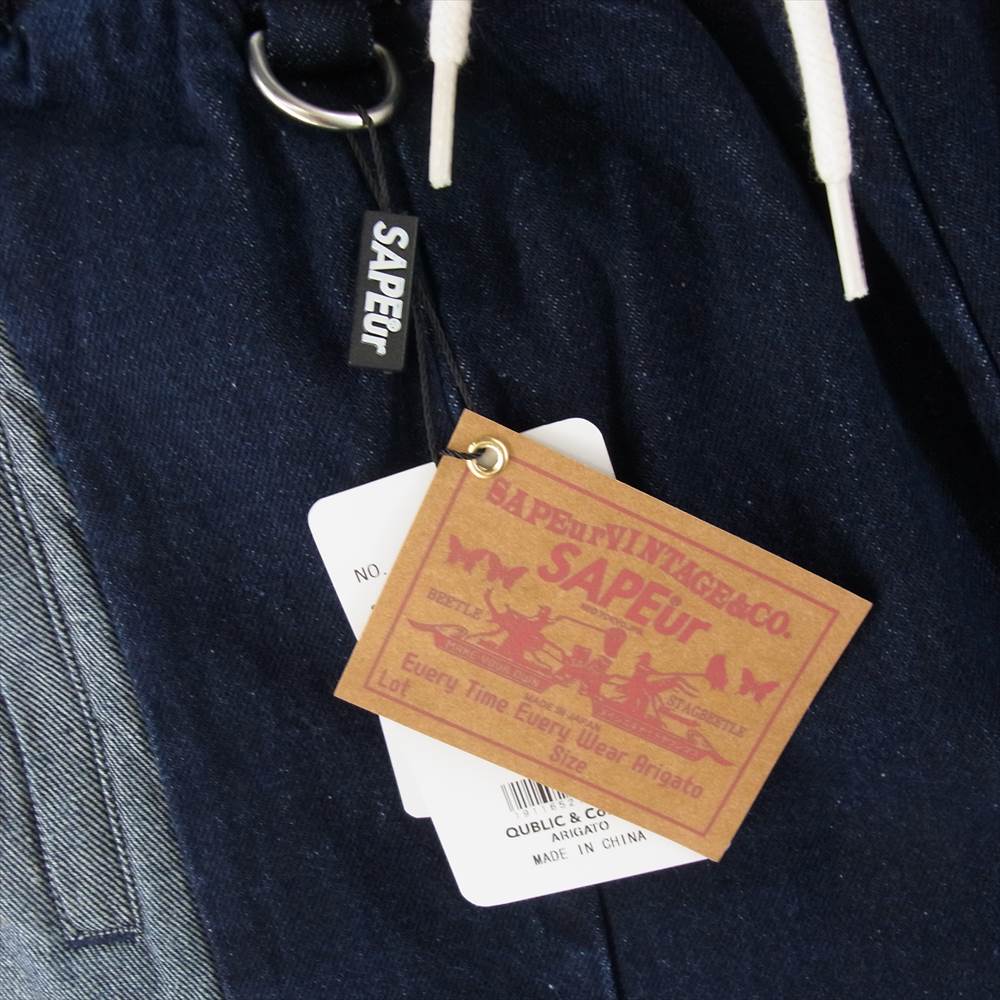 SAPEur
NO.
SAPEurVINTAGE&CO.
SAPEur
BEETLE
STAGBEETLE
MADE IN JAPAN
Every Time Every Wear Arigato
Lot
Size
1911652
QUBLIC & Co
ARIGATO
MADE IN CHINA